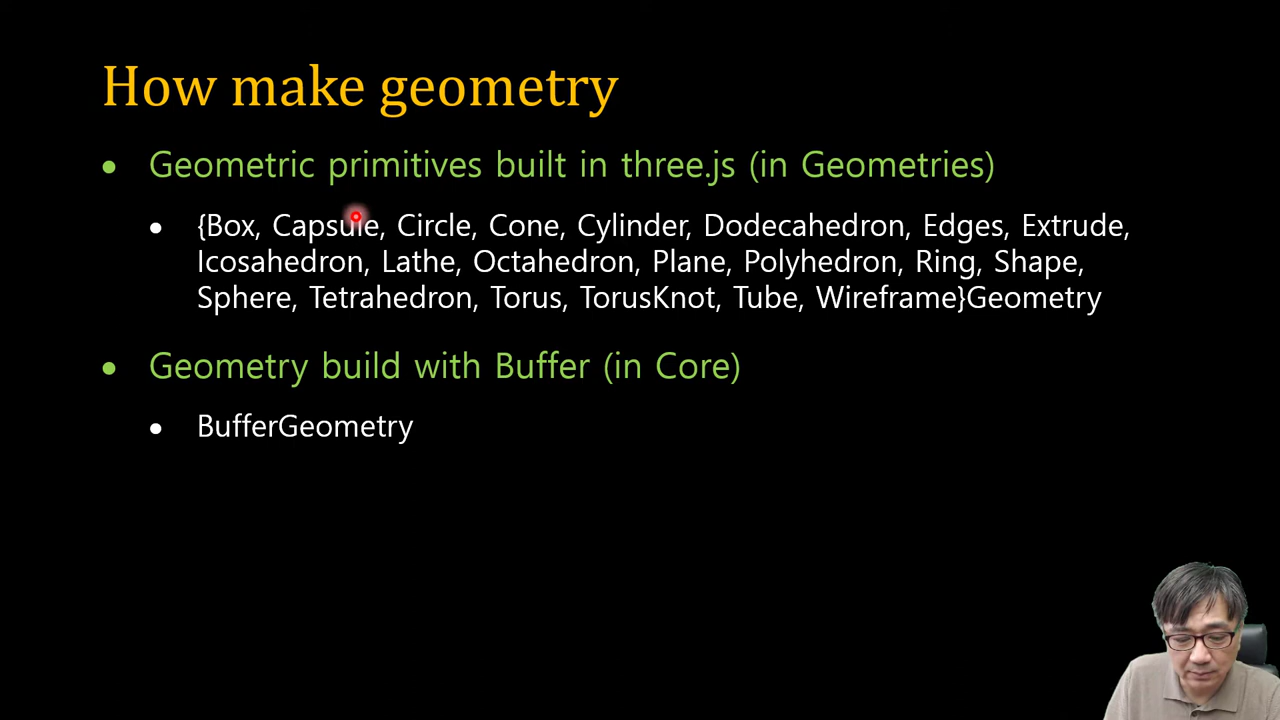 How make geometry
Geometric primitives built in three.js (in Geometries)
{Box, Capsule, Circle, Cone, Cylinder, Dodecahedron, Edges, Extrude,
Icosahedron, Lathe, Octahedron, Plane, Polyhedron, Ring, Shape,
Sphere, Tetrahedron, Torus, TorusKnot, Tube, Wireframe}Geometry
Geometry build with Buffer (in Core)
BufferGeometry